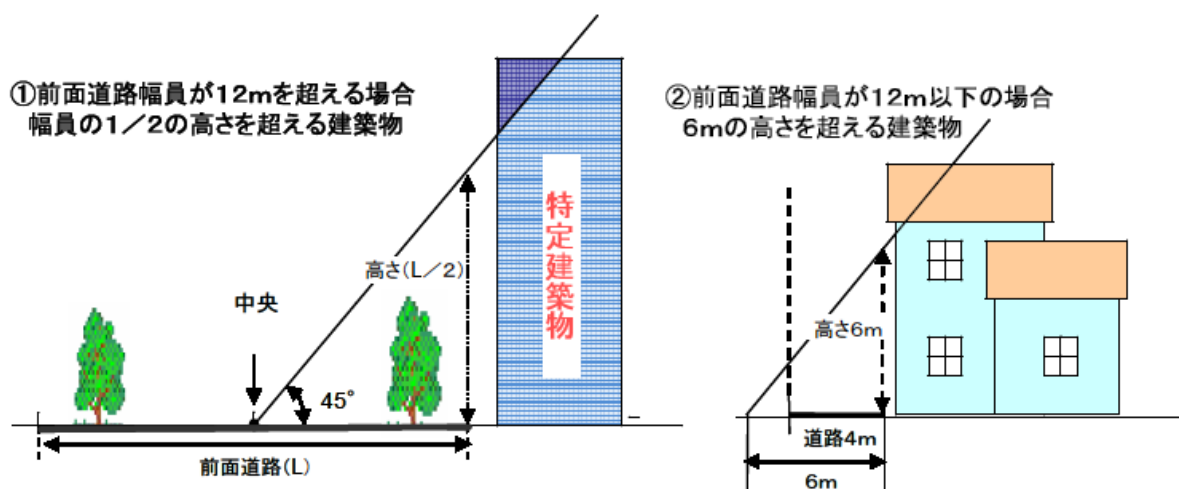 ①前面道路幅員が12mを超える場合
幅員の1/2の高さを超える建築物
②前面道路幅員が12m以下の場合
6mの高さを超える建築物
特定建築物
高さ(L/2)
中央
45°
前面道路(L)
高さ6m
道路4m
6m